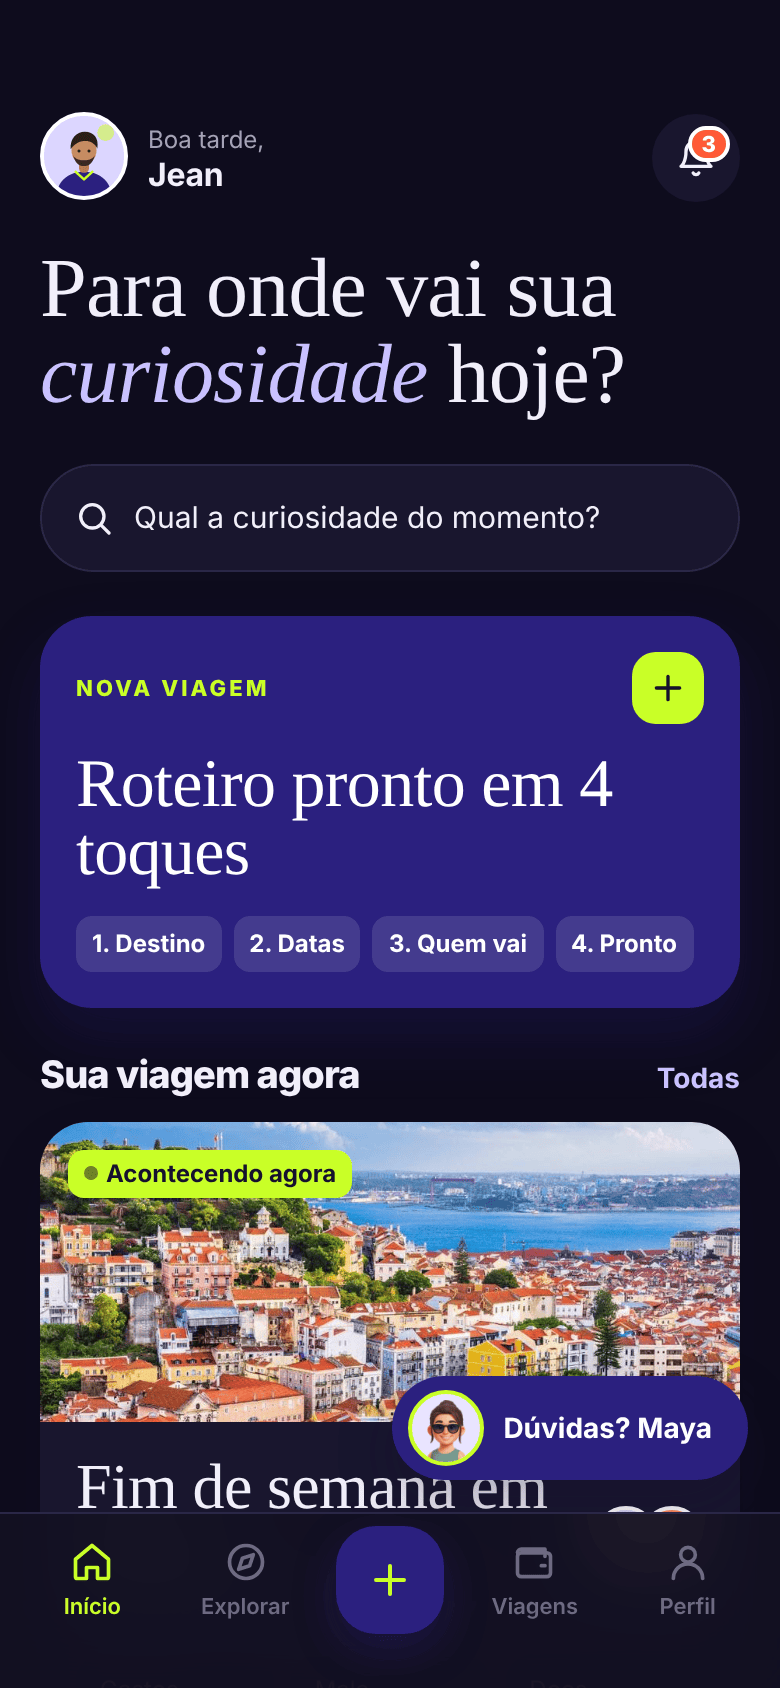 Boa tarde,
Jean
3
Para onde vai sua
curiosidade hoje?
Qual a curiosidade do momento?
NOVA VIAGEM
Roteiro pronto em 4
toques
1. Destino
2. Datas
3. Quem vai
4. Pronto
Sua viagem agora
Todas
Acontecendo agora
Dúvidas? Maya
Fim de semana em
Início
Explorar
Viagens
Perfil